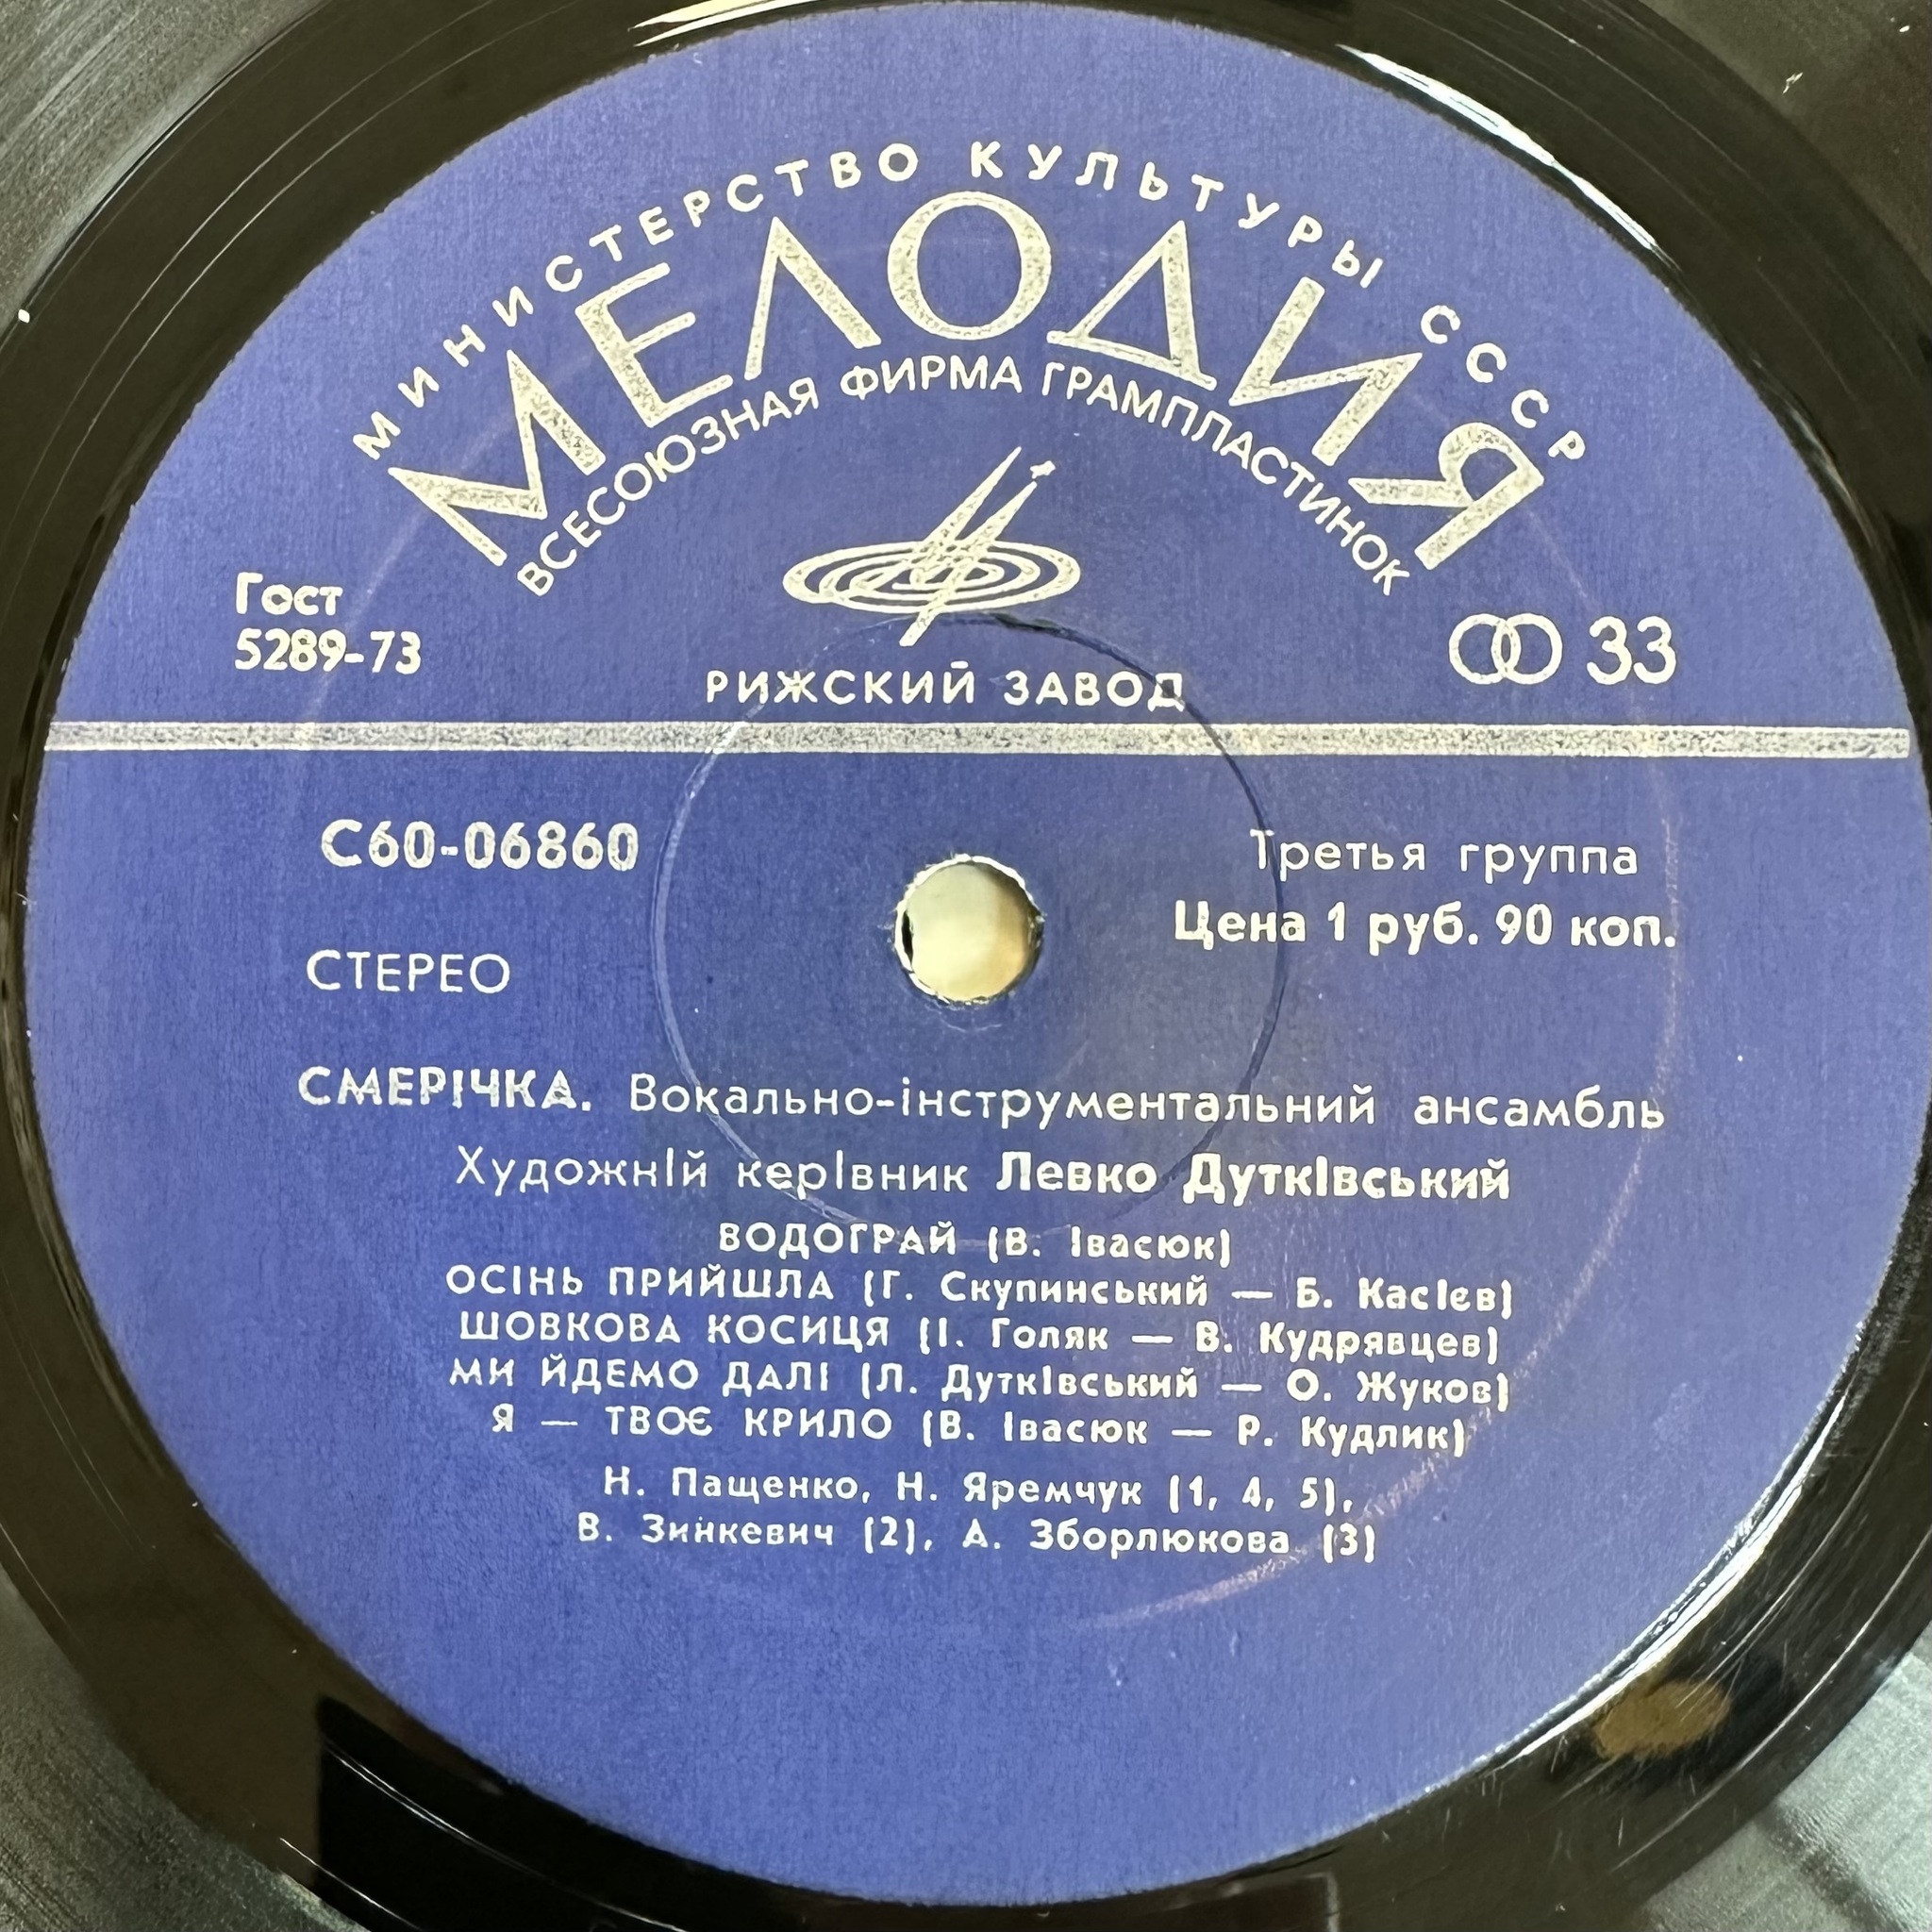 МИНИСТЕРСТВО КУЛЬТУРЫ СССР
МЕЛОДИЯ
ВСЕСОЮЗНАЯ ФИРМА ГРАМПЛАСТИНОК
Гост
5289-73
33
РИЖСКИЙ ЗАВОД
С60-06860
Третья группа
Цена 1 руб. 90 коп.
СТЕРЕО
СМЕРІЧКА. Вокально-інструментальний ансамбль
Художній керівник Левко Дутківський
ВОДОГРАЙ (В. Івасюк)
ОСІНЬ ПРИЙШЛА (Г. Скупинський — Б. Касієв)
ШОВКОВА КОСИЦЯ (І. Голяк — В. Кудрявцев)
МИ ЙДЕМО ДАЛІ (Л. Дутківський — О. Жуков)
Я — ТВОЄ КРИЛО (В. Івасюк — Р. Кудлик)
Н. Пащенко, Н. Яремчук (1, 4, 5),
В. Зинкевич (2), А. Зборлюкова (3)